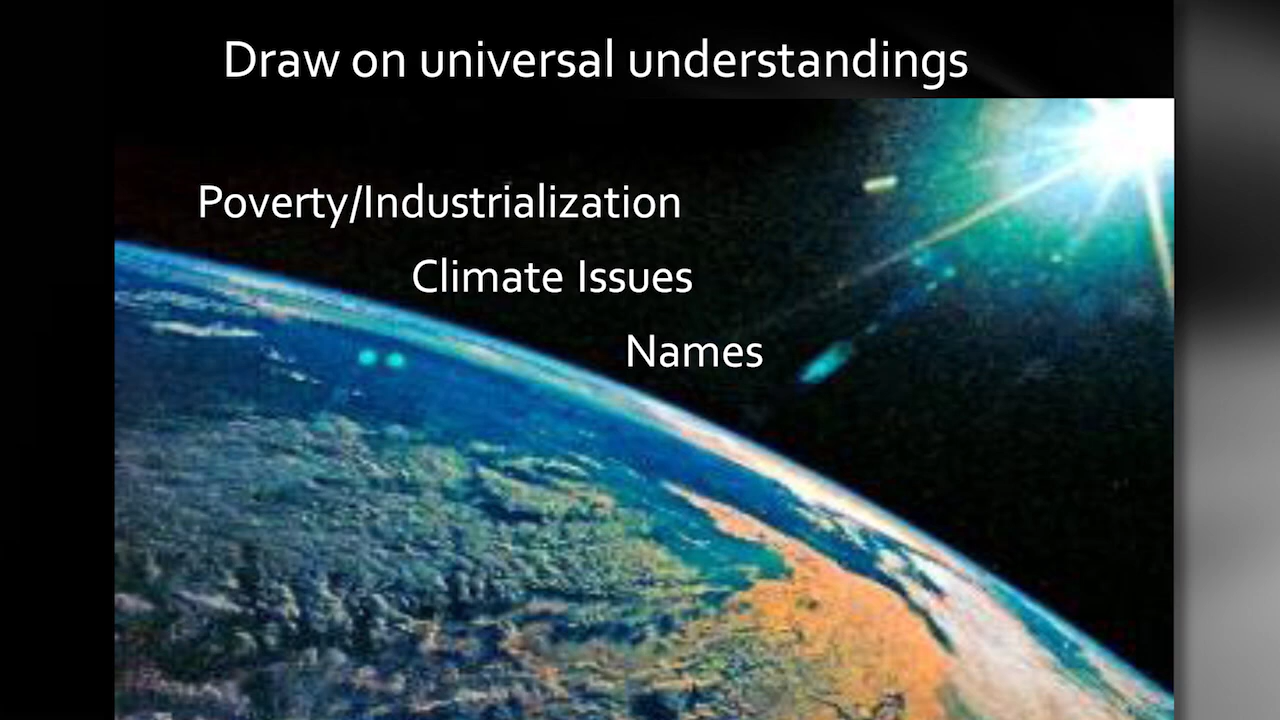 Draw on universal understandings
Poverty/Industrialization
Climate Issues
Names